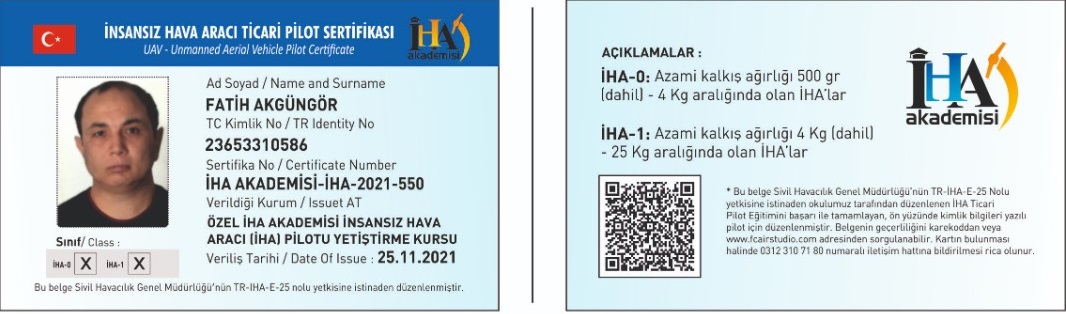 İNSANSIZ HAVA ARACI TİCARİ PİLOT SERTİFİKASI
UAV - Unmanned Aerial Vehicle Pilot Certificate
İHA
akademisi
Ad Soyad / Name and Surname
FATİH AKGÜNGÖR
TC Kimlik No / TR Identity No
23653310586
Sertifika No / Certificate Number
İHA AKADEMİSİ-İHA-2021-550
Verildiği Kurum / Issuet AT
ÖZEL İHA AKADEMİSİ İNSANSIZ HAVA
ARACI (İHA) PİLOTU YETİŞTİRME KURSU
Veriliş Tarihi / Date Of Issue : 25.11.2021
Sınıf/ Class :
İHA-0 X İHA-1 X
Bu belge Sivil Havacılık Genel Müdürlüğü'nün TR-IHA-E-25 nolu yetkisine istinaden düzenlenmiştir.
AÇIKLAMALAR :
İHA-0: Azami kalkış ağırlığı 500 gr
(dahil) - 4 Kg aralığında olan İHA'lar
İHA-1: Azami kalkış ağırlığı 4 Kg (dahil)
- 25 Kg aralığında olan İHA'lar
İHA
akademisi
* Bu belge Sivil Havacılık Genel Müdürlüğü'nün TR-İHA-E-25 Nolu
yetkisine istinaden okulumuz tarafından düzenlenen İHA Ticari
Pilot Eğitimini başarı ile tamamlayan, ön yüzünde kimlik bilgileri yazılı
pilot için düzenlenmiştir. Belgenin geçerliliğini karekoddan veya
www.fcairstudio.com adresinden sorgulanabilir. Kartın bulunması
halinde 0312 310 71 80 numaralı iletişim hattına bildirilmesi rica olunur.